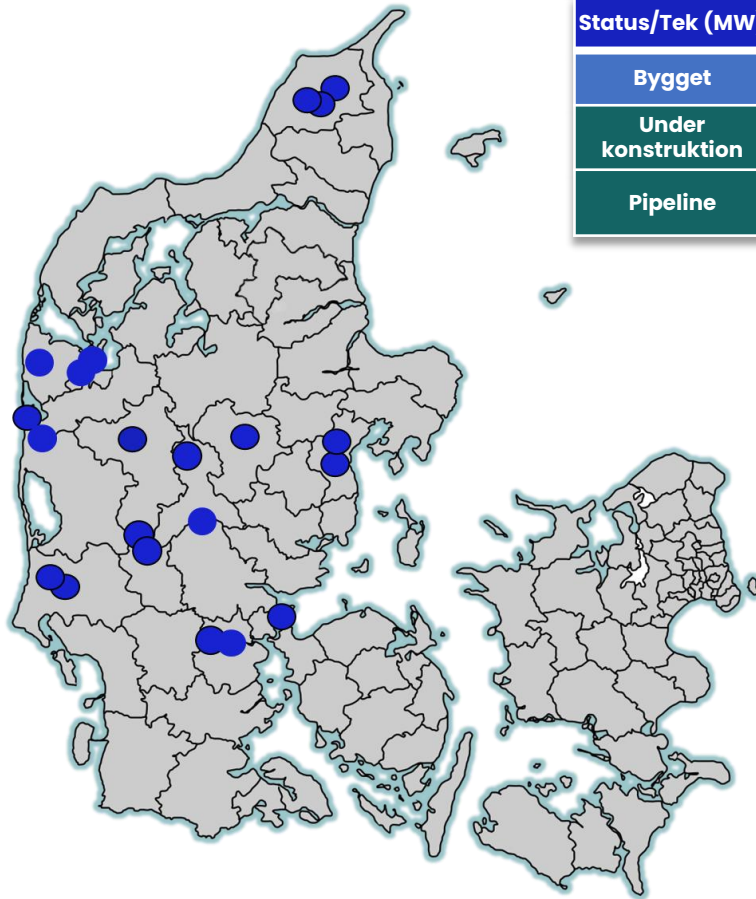 Status/Tek (MW
Bygget
Under
konstruktion
Pipeline